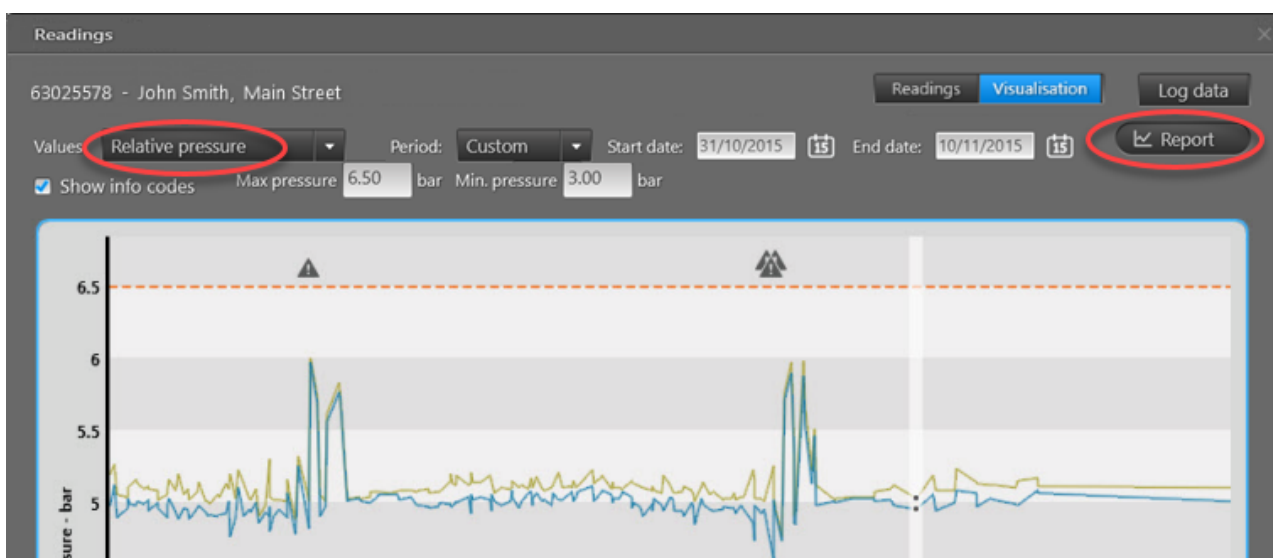 Readings
63025578 - John Smith, Main Street
Readings Visualisation Log data
Values Relative pressure Period: Custom Start date: 31/10/2015 15 End date: 10/11/2015 15 Report
Show info codes Max pressure 6.50 bar Min. pressure 3.00 bar
6.5
6
5.5
5
sure - bar